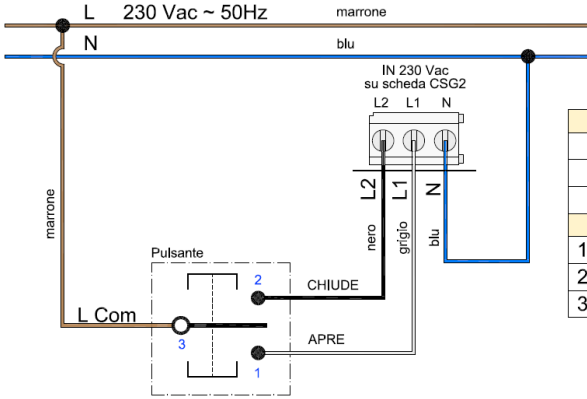 L 230 Vac ~ 50Hz marrone
N blu
IN 230 Vac
su scheda CSG2
L2 L1 N
L2 L1 N
marrone
nero grigio blu
Pulsante
2 CHIUDE
L Com
3
APRE
1
1
2
3